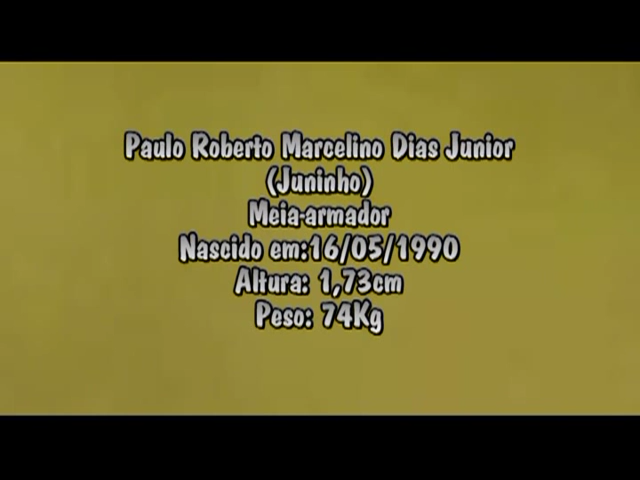 Paulo Roberto Marcelino Dias Junior
(Juninho)
Meia-armador
Nascido em:16/05/1990
Altura: 1,73cm
Peso: 74Kg